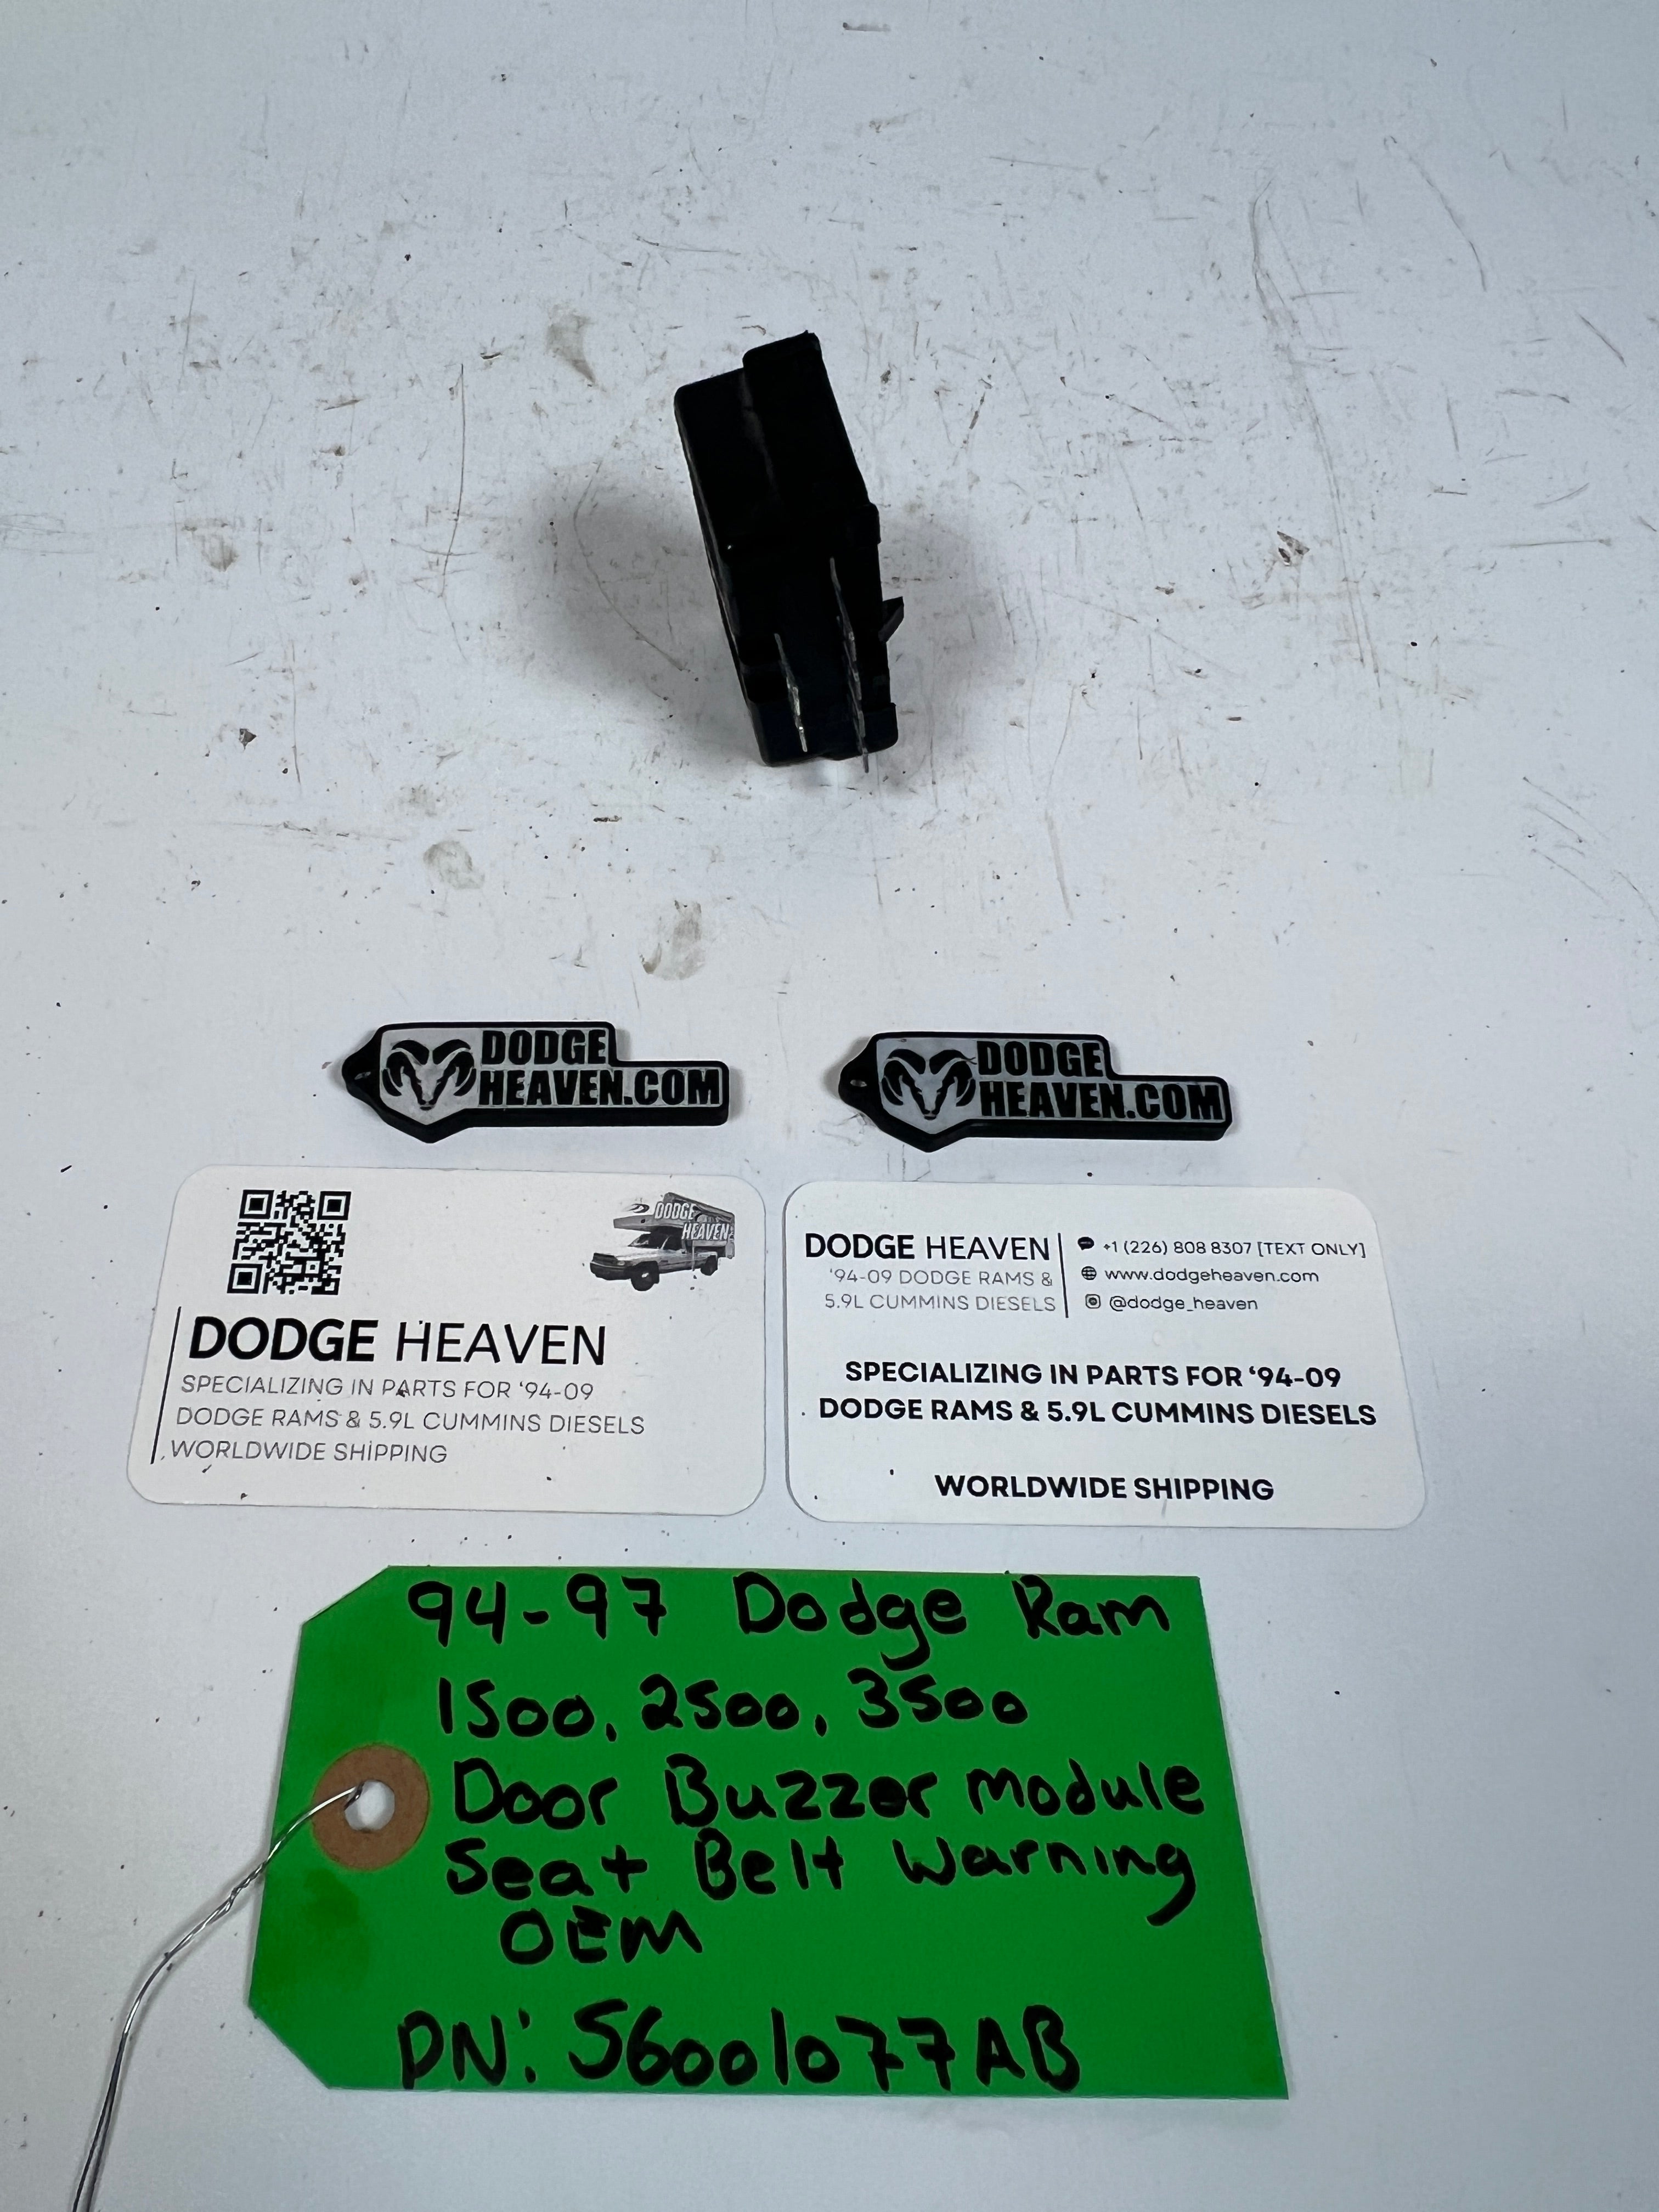 DODGE
HEAVEN.COM
DODGE
HEAVEN.COM
DODGE
HEAVEN
DODGE HEAVEN
SPECIALIZING IN PARTS FOR ‘94-09
DODGE RAMS & 5.9L CUMMINS DIESELS
WORLDWIDE SHIPPING
DODGE HEAVEN
‘94-09 DODGE RAMS &
5.9L CUMMINS DIESELS
+1 (226) 808 8307 [TEXT ONLY]
www.dodgeheaven.com
@dodge_heaven
SPECIALIZING IN PARTS FOR ‘94-09
DODGE RAMS & 5.9L CUMMINS DIESELS
WORLDWIDE SHIPPING
94-97 Dodge Ram
1500, 2500, 3500
Door Buzzer module
Seat Belt Warning
OEM
PN: 56001077AB